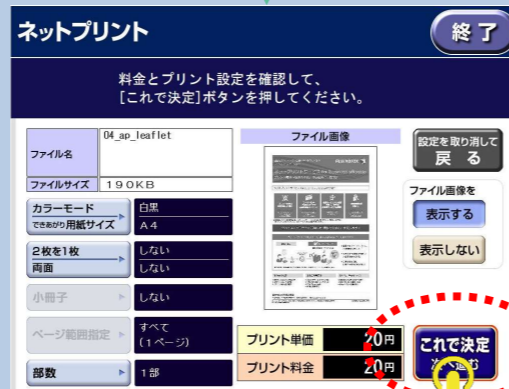 ネットプリント
終了
料金とプリント設定を確認して、
[これで決定]ボタンを押してください。
ファイル名
04_ap_leaflet
ファイルサイズ
190KB
ファイル画像
設定を取り消して
戻る
ファイル画像を
表示する
表示しない
カラーモード
できあがり用紙サイズ
白黒
A4
2枚を1枚
両面
しない
しない
小冊子
しない
ページ範囲指定
すべて
(1ページ)
部数
1部
プリント単価
20円
プリント料金
20円
これで決定
次へ進む